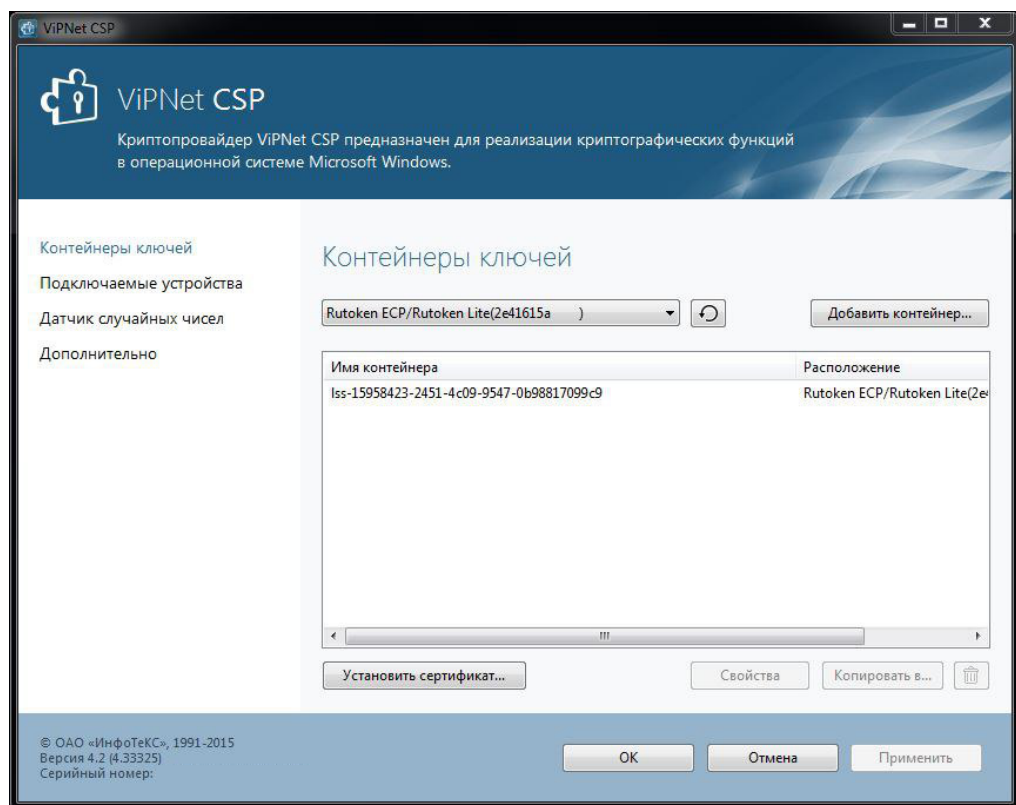 ViPNet CSP
ViPNet CSP
Криптопровайдер ViPNet CSP предназначен для реализации криптографических функций
в операционной системе Microsoft Windows.
Контейнеры ключей
Подключаемые устройства
Датчик случайных чисел
Дополнительно
Контейнеры ключей
Rutoken ECP/Rutoken Lite(2e41615a )
Добавить контейнер...
Имя контейнера Расположение
lss-15958423-2451-4c09-9547-0b98817099c9 Rutoken ECP/Rutoken Lite(2e4
Установить сертификат... Свойства Копировать в...
© ОАО «ИнфоТеКС», 1991-2015
Версия 4.2 (4.33325)
Серийный номер:
OK Отмена Применить